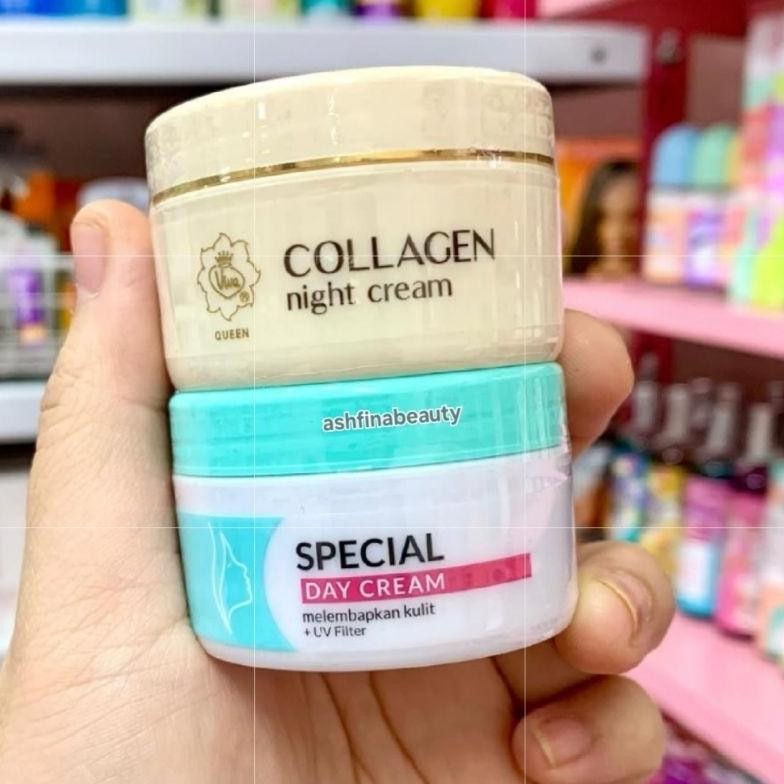 COLLAGEN
night cream
Viva
®
QUEEN
ashfinabeauty
SPECIAL
DAY CREAM
melembapkan kulit
+ UV Filter